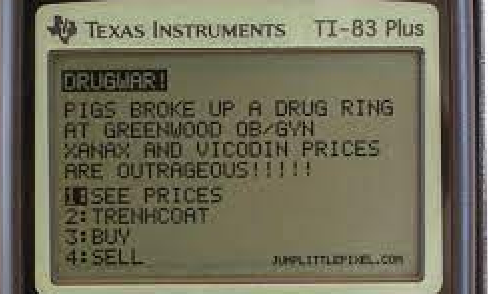 TEXAS INSTRUMENTS TI-83 Plus
DRUGWAR!
PIGS BROKE UP A DRUG RING
AT GREENWOOD OB/GYN
XANAX AND VICODIN PRICES
ARE OUTRAGEOUS!!!!!
1:SEE PRICES
2:TRENHCOAT
3:BUY
4:SELL
JUMPLITTLEPIXEL.COM